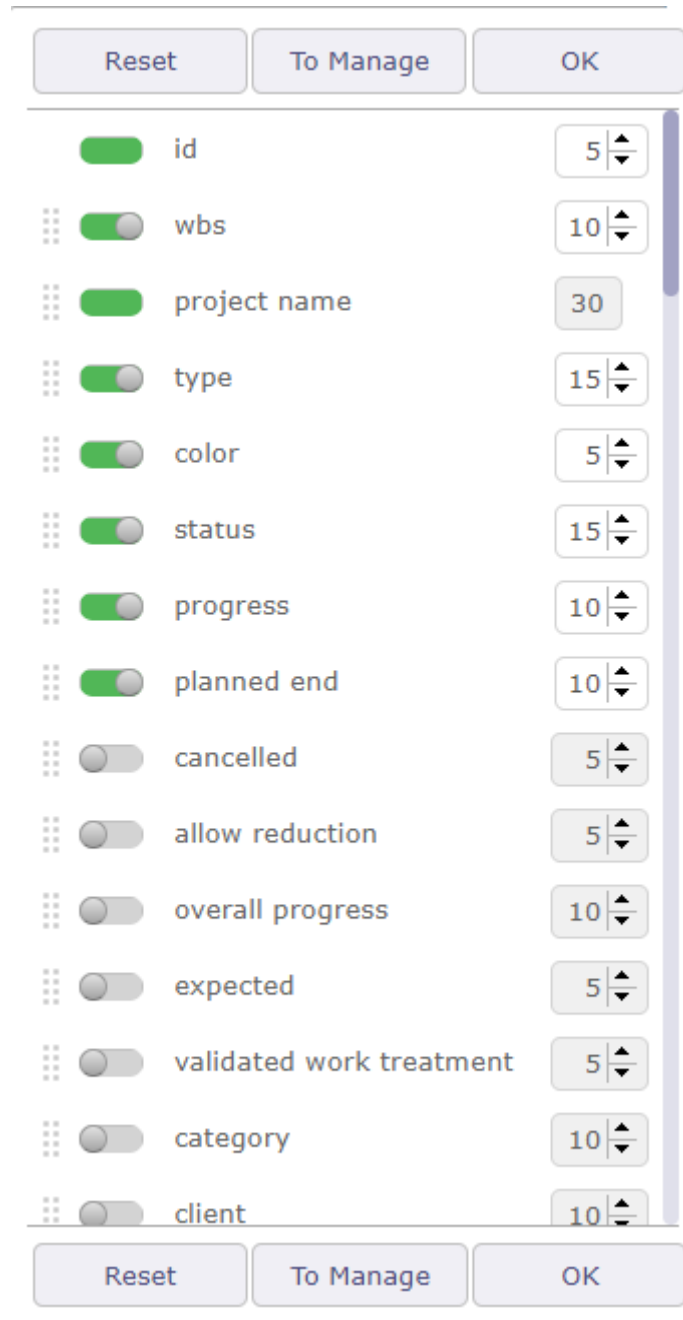 Reset To Manage OK
id 5
wbs 10
project name 30
type 15
color 5
status 15
progress 10
planned end 10
cancelled 5
allow reduction 5
overall progress 10
expected 5
validated work treatment 5
category 10
client 10
Reset To Manage OK